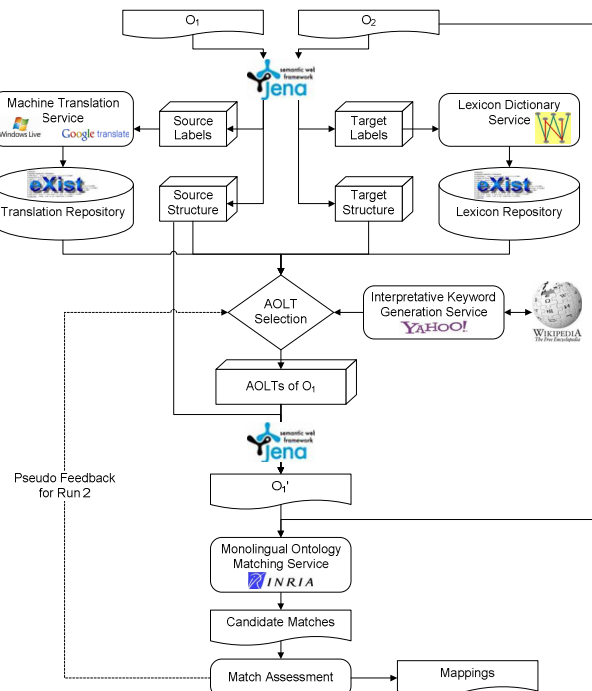 O1
O2
semantic web
framework
jena
Machine Translation
Service
Windows Live
Google translate
Source
Labels
Target
Labels
Lexicon Dictionary
Service
eXist
Translation Repository
Source
Structure
Target
Structure
eXist
Lexicon Repository
AOLT
Selection
Interpretative Keyword
Generation Service
YAHOO!
WIKIPEDIA
The Free Encyclopedia
AOLTs of O1
semantic web
framework
jena
Pseudo Feedback
for Run 2
O1'
Monolingual Ontology
Matching Service
INRIA
Candidate Matches
Match Assessment
Mappings